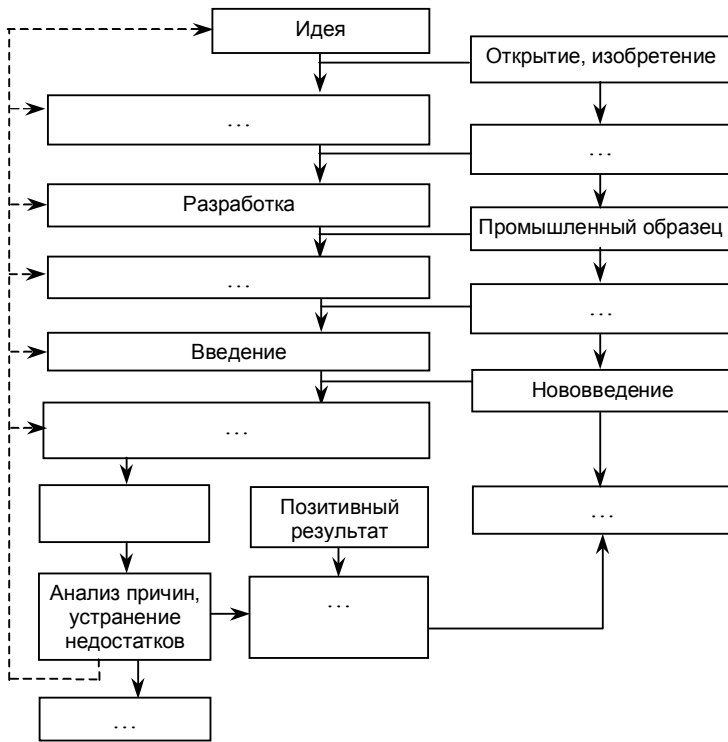 Идея
Открытие, изобретение
...
...
Разработка
Промышленный образец
...
...
Введение
Нововведение
...
...
Позитивный
результат
Анализ причин,
устранение
недостатков
...
...